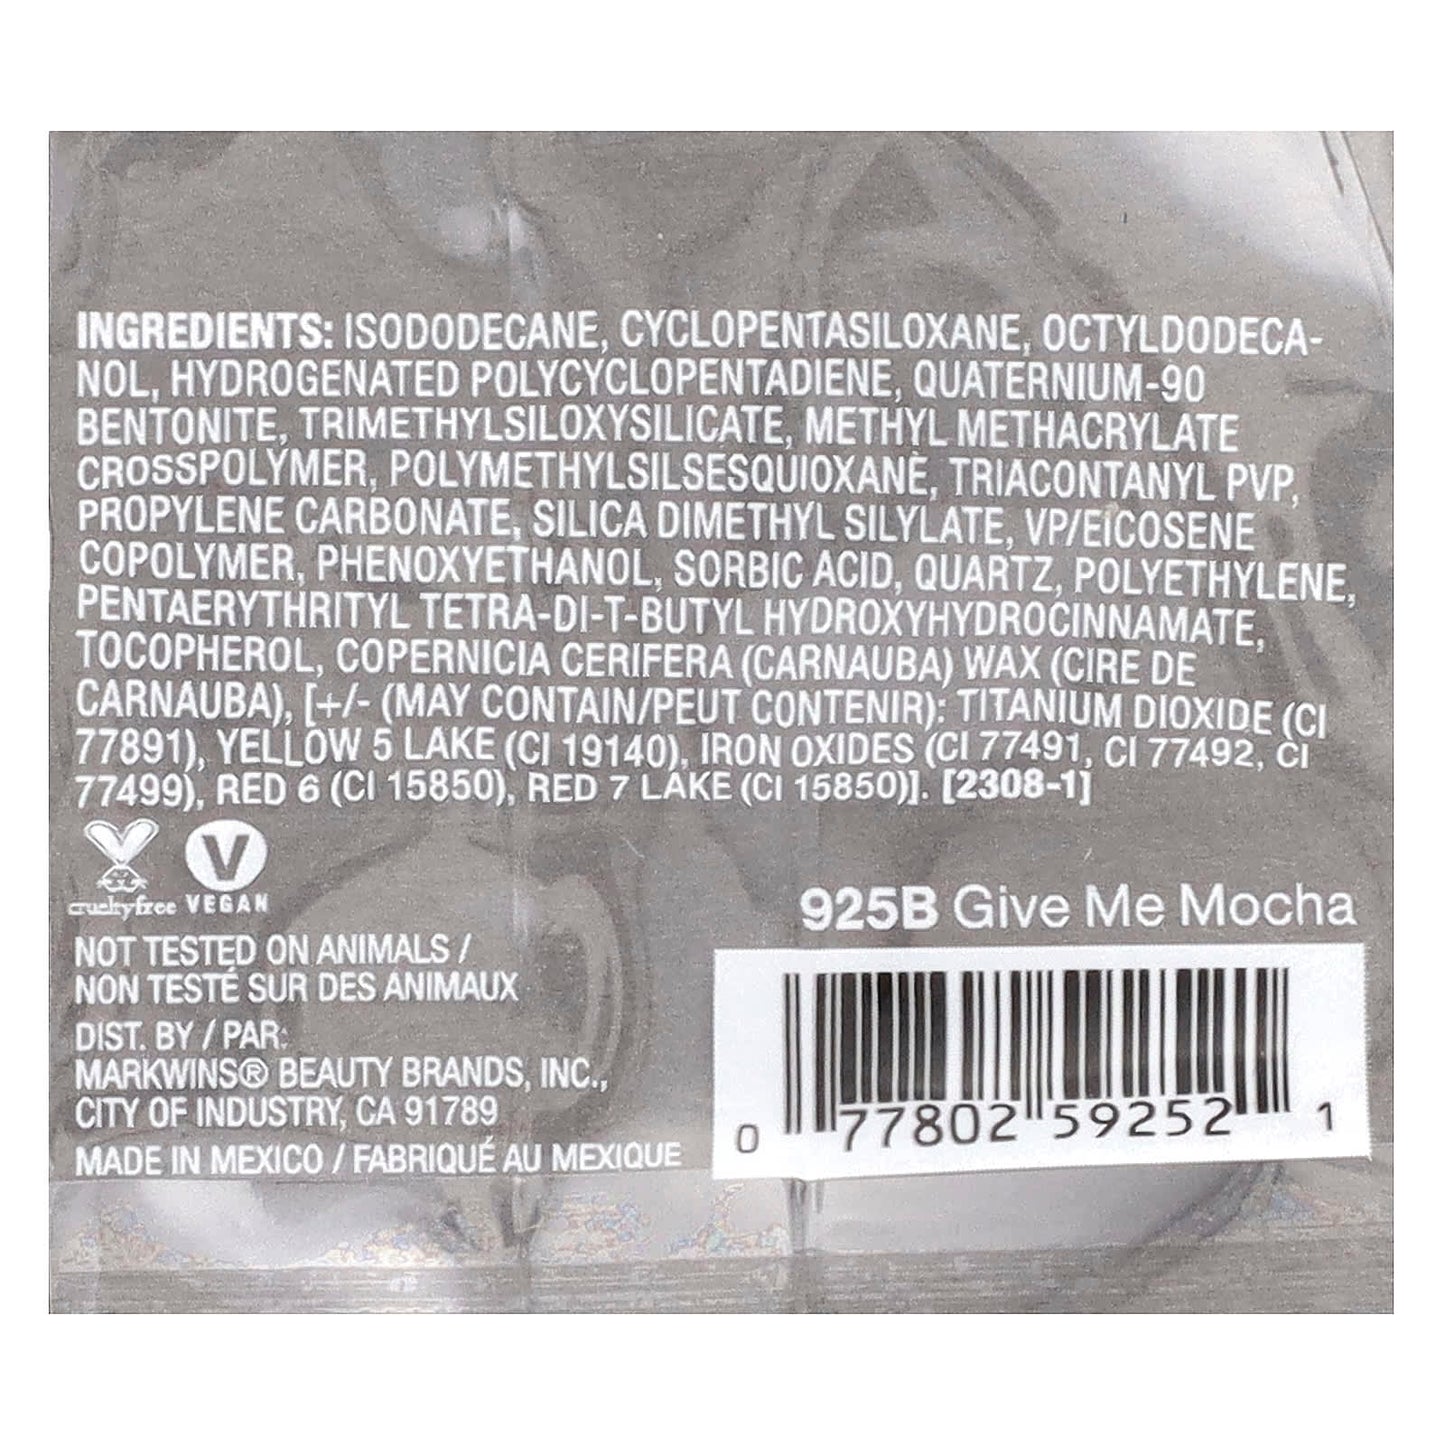 INGREDIENTS: ISODODECANE, CYCLOPENTASILOXANE, OCTYLDODECA-
NOL, HYDROGENATED POLYCYCLOPENTADIENE, QUATERNIUM-90
BENTONITE, TRIMETHYLSILOXYSILICATE, METHYL METHACRYLATE
CROSSPOLYMER, POLYMETHYLSILSESQUIOXANE, TRIACONTANYL PVP,
PROPYLENE CARBONATE, SILICA DIMETHYL SILYLATE, VP/EICOSENE
COPOLYMER, PHENOXYETHANOL, SORBIC ACID, QUARTZ, POLYETHYLENE,
PENTAERYTHRITYL TETRA-DI-T-BUTYL HYDROXYHYDROCINNAMATE,
TOCOPHEROL, COPERNICIA CERIFERA (CARNAUBA) WAX (CIRE DE
CARNAUBA), [+/- (MAY CONTAIN/PEUT CONTENIR): TITANIUM DIOXIDE (CI
77891), YELLOW 5 LAKE (CI 19140), IRON OXIDES (CI 77491, CI 77492, CI
77499), RED 6 (CI 15850), RED 7 LAKE (CI 15850)]. [2308-1]
crueltyfree VEGAN
925B Give Me Mocha
NOT TESTED ON ANIMALS /
NON TESTÉ SUR DES ANIMAUX
DIST. BY / PAR:
MARKWINS® BEAUTY BRANDS, INC.,
CITY OF INDUSTRY, CA 91789
MADE IN MEXICO / FABRIQUÉ AU MEXIQUE
0 77802 59252 1